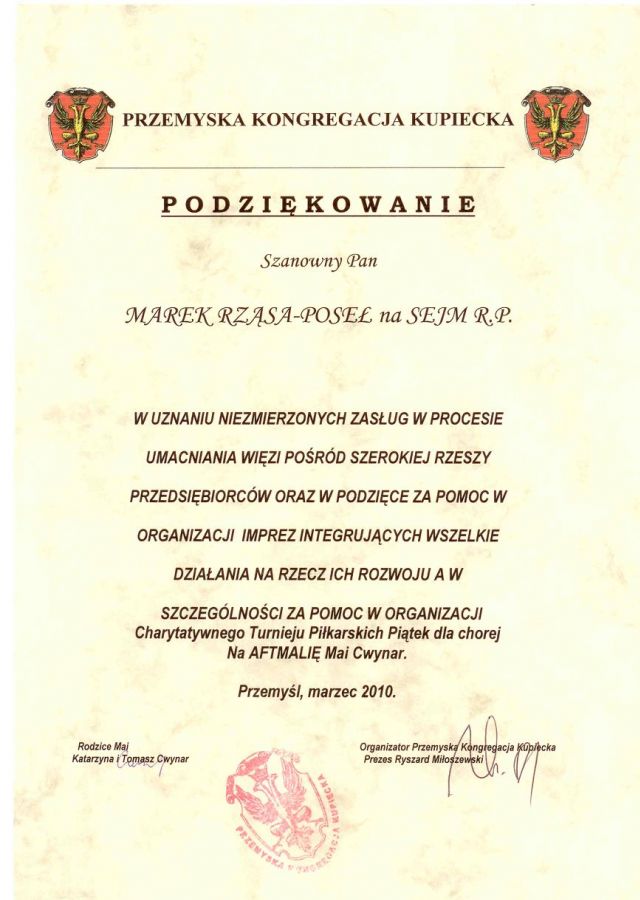 PRZEMYSKA KONGREGACJA KUPIECKA
PODZIĘKOWANIE
Szanowny Pan
MAREK RZĄSA-POSEŁ na SEJM R.P.
W UZNANIU NIEZMIERZONYCH ZASŁUG W PROCESIE
UMACNIANIA WIĘZI POŚRÓD SZEROKIEJ RZESZY
PRZEDSIĘBIORCÓW ORAZ W PODZIĘCE ZA POMOC W
ORGANIZACJI IMPREZ INTEGRUJĄCYCH WSZELKIE
DZIAŁANIA NA RZECZ ICH ROZWOJU A W
SZCZEGÓLNOŚCI ZA POMOC W ORGANIZACJI
Charytatywnego Turnieju Piłkarskich Piątek dla chorej
Na AFTMALIĘ Mai Cwynar.
Przemyśl, marzec 2010.
Rodzice Maj
Katarzyna i Tomasz Cwynar
Organizator Przemyska Kongregacja Kupiecka
Prezes Ryszard Miłoszewski
PRZEMYSKA KONGREGACJA KUPIECKA